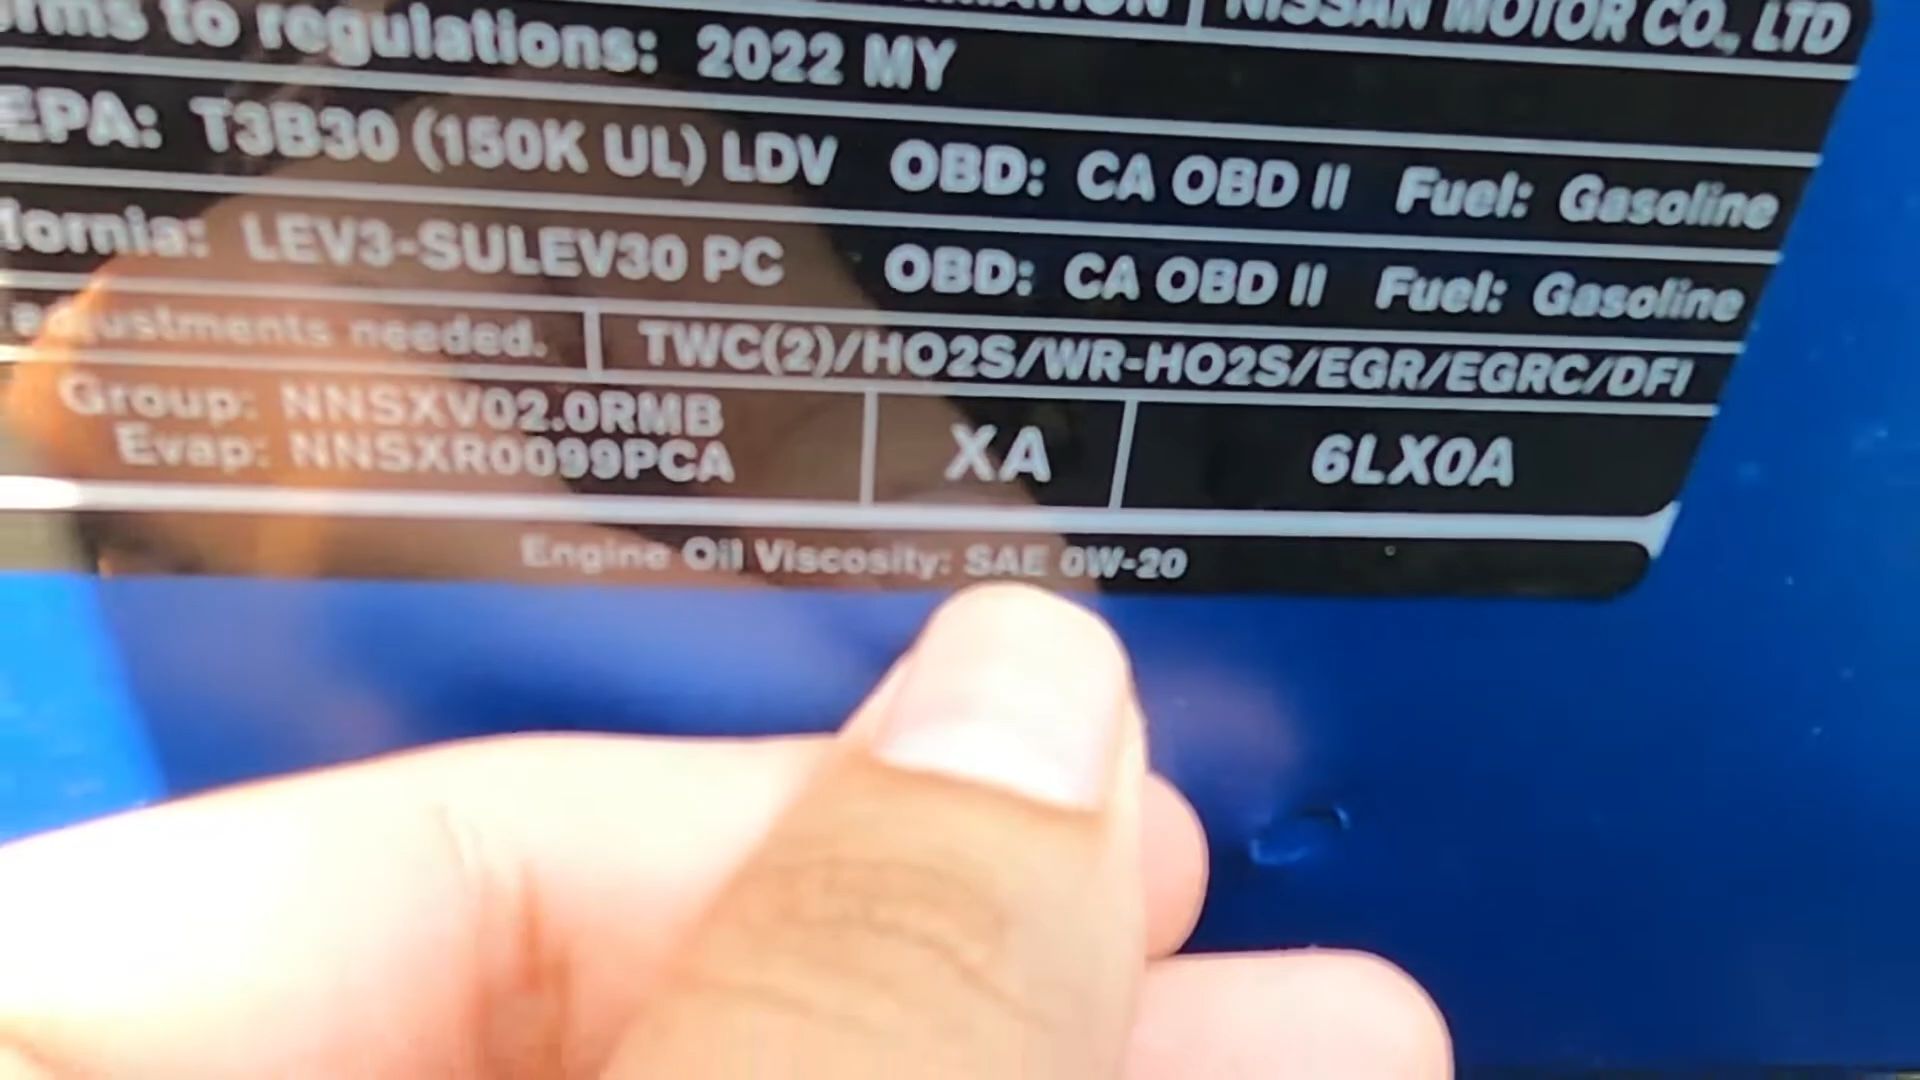 NISSAN MOTOR CO., LTD
to regulations: 2022 MY
EPA: T3B30 (150K UL) LDV OBD: CA OBD II Fuel: Gasoline
LEV3-SULEV30 PC OBD: CA OBD II Fuel: Gasoline
adjustments needed. TWC(2)/HO2S/WR-HO2S/EGR/EGRC/DFI
Group: NNSXV02.0RMB
Evap: NNSXR0099PCA
XA
6LX0A
Engine Oil Viscosity: SAE 0W-20